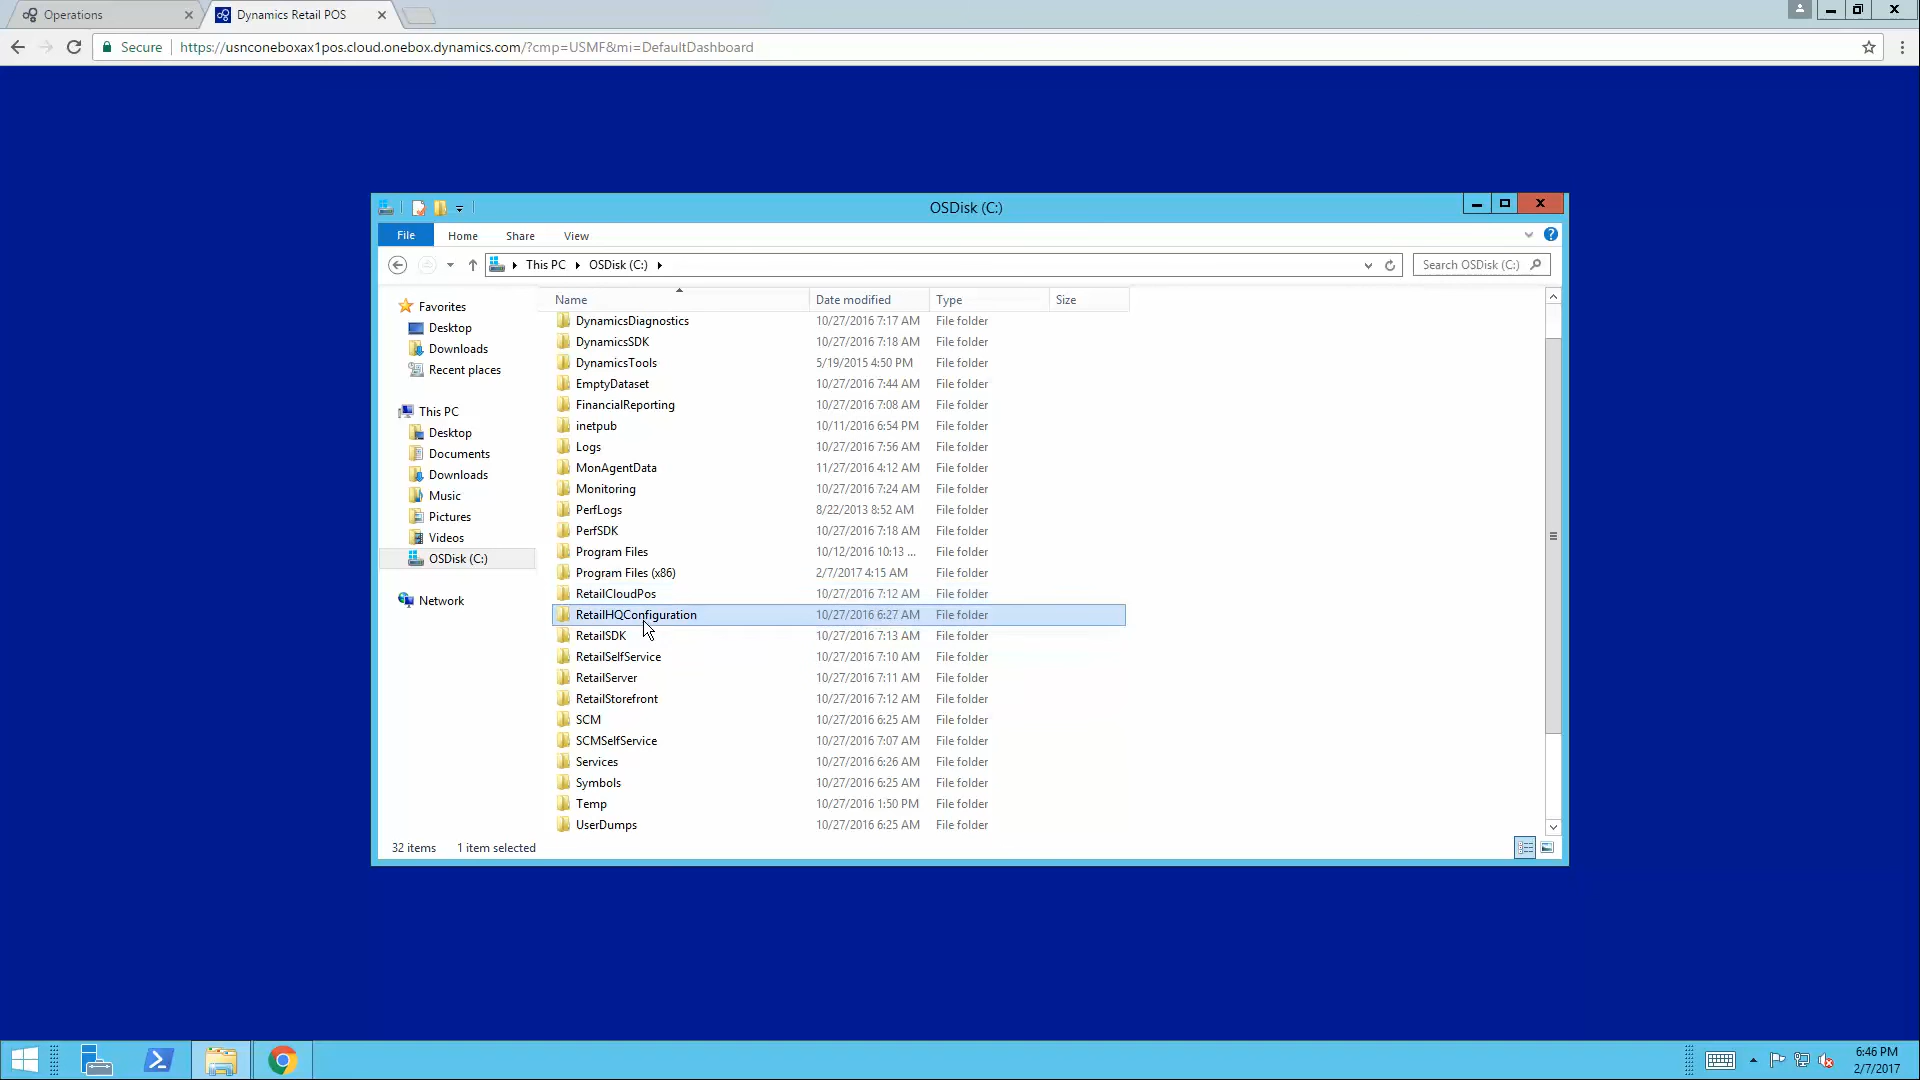 Operations
Dynamics Retail POS
Secure
https://usnconeboxax1pos.cloud.onebox.dynamics.com/?cmp=USMF&mi=DefaultDashboard
OSDisk (C:)
File Home Share View
This PC OSDisk (C:)
Search OSDisk (C:)
Favorites
Desktop
Downloads
Recent places
This PC
Desktop
Documents
Downloads
Music
Pictures
Videos
OSDisk (C:)
Network
Name Date modified Type Size
DynamicsDiagnostics 10/27/2016 7:17 AM File folder
DynamicsSDK 10/27/2016 7:18 AM File folder
DynamicsTools 5/19/2015 4:50 PM File folder
EmptyDataset 10/27/2016 7:44 AM File folder
FinancialReporting 10/27/2016 7:08 AM File folder
inetpub 10/11/2016 6:54 PM File folder
Logs 10/27/2016 7:56 AM File folder
MonAgentData 11/27/2016 4:12 AM File folder
Monitoring 10/27/2016 7:24 AM File folder
PerfLogs 8/22/2013 8:52 AM File folder
PerfSDK 10/27/2016 7:18 AM File folder
Program Files 10/12/2016 10:13 ... File folder
Program Files (x86) 2/7/2017 4:15 AM File folder
RetailCloudPos 10/27/2016 7:12 AM File folder
RetailHQConfiguration 10/27/2016 6:27 AM File folder
RetailSDK 10/27/2016 7:13 AM File folder
RetailSelfService 10/27/2016 7:10 AM File folder
RetailServer 10/27/2016 7:11 AM File folder
RetailStorefront 10/27/2016 7:12 AM File folder
SCM 10/27/2016 6:25 AM File folder
SCMSelfService 10/27/2016 7:07 AM File folder
Services 10/27/2016 6:26 AM File folder
Symbols 10/27/2016 6:25 AM File folder
Temp 10/27/2016 1:50 PM File folder
UserDumps 10/27/2016 6:25 AM File folder
32 items 1 item selected
6:46 PM
2/7/2017